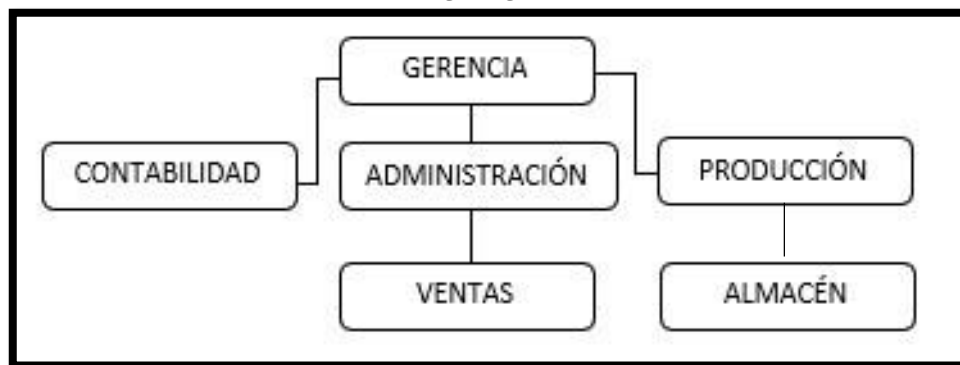 GERENCIA
CONTABILIDAD
ADMINISTRACIÓN
PRODUCCIÓN
VENTAS
ALMACÉN